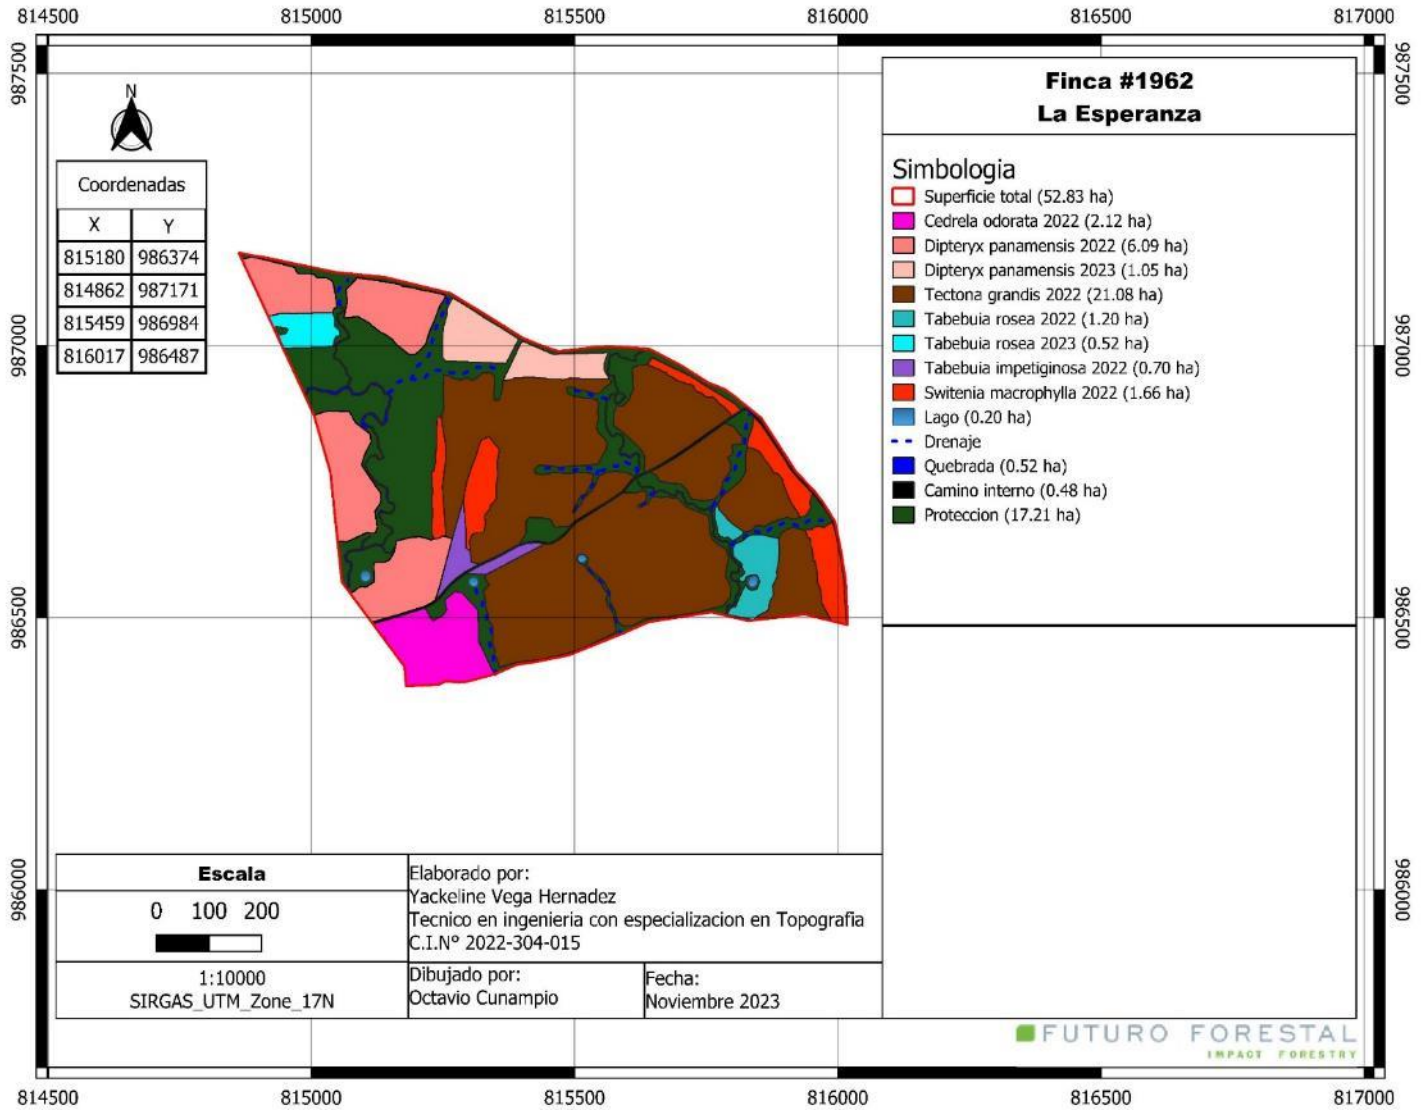 814500 815000 815500 816000 816500 817000
987500
987500
N
Finca #1962
La Esperanza
Coordenadas
X Y
815180 986374
814862 987171
815459 986984
816017 986487
Simbologia
Superficie total (52.83 ha)
Cedrela odorata 2022 (2.12 ha)
Dipteryx panamensis 2022 (6.09 ha)
Dipteryx panamensis 2023 (1.05 ha)
Tectona grandis 2022 (21.08 ha)
Tabebuia rosea 2022 (1.20 ha)
Tabebuia rosea 2023 (0.52 ha)
Tabebuia impetiginosa 2022 (0.70 ha)
Switenia macrophylla 2022 (1.66 ha)
Lago (0.20 ha)
Drenaje
Quebrada (0.52 ha)
Camino interno (0.48 ha)
Proteccion (17.21 ha)
987000
987000
986500
986500
986000
986000
Escala
0 100 200
1:10000
SIRGAS_UTM_Zone_17N
Elaborado por:
Yackeline Vega Hernadez
Tecnico en ingenieria con especializacion en Topografia
C.I.N° 2022-304-015
Dibujado por:
Octavio Cunampio
Fecha:
Noviembre 2023
FUTURO FORESTAL
IMPACT FORESTRY
814500 815000 815500 816000 816500 817000